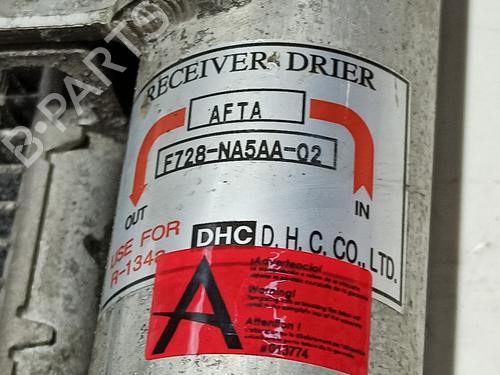 RECEIVER DRIER
AFTA
F728-NA5AA-02
OUT
IN
USE FOR
R-134a
DHC D. H. C. CO., LTD.
¡Advertencia!
Warning!
Attention !
A
# 013774
B-PARTS